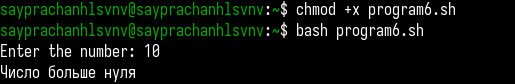 sayprachanhlsvnv@sayprachanhlsvnv:~$ chmod +x program6.sh
sayprachanhlsvnv@sayprachanhlsvnv:~$ bash program6.sh
Enter the number: 10
Число больше нуля